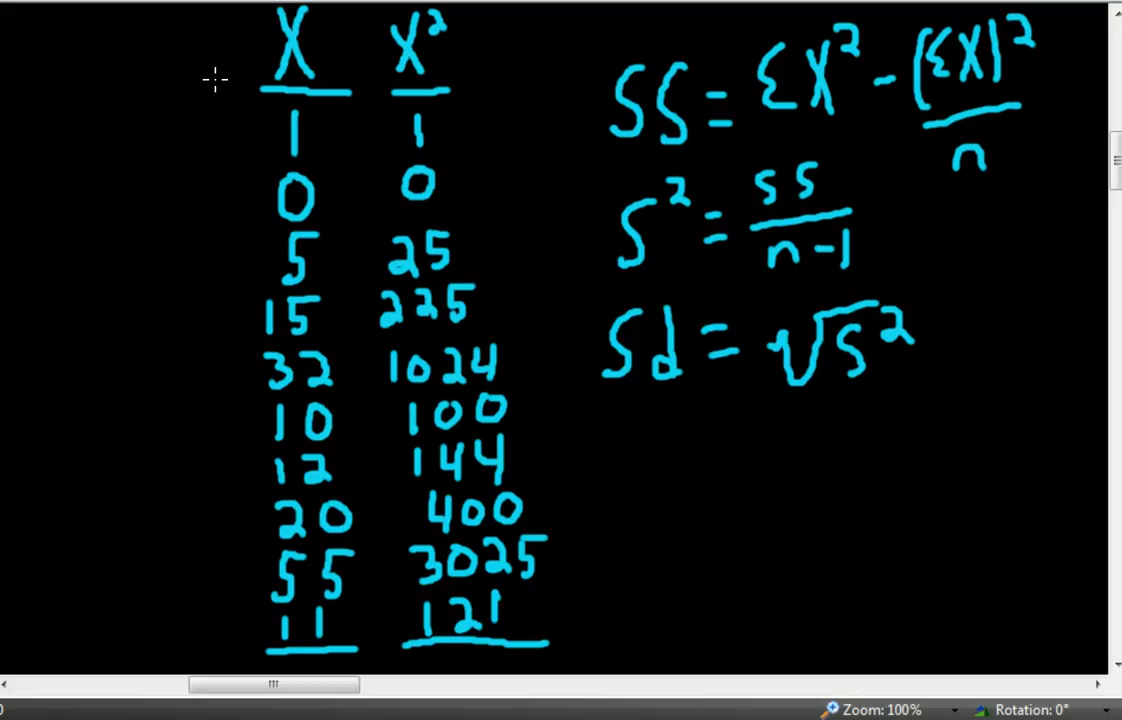 X X²
1 1
0 0
5 25
15 225
32 1024
10 100
12 144
20 400
55 3025
11 121
SS = ΣX² - (ΣX)² / n
S² = SS / n-1
Sd = √S²
0 Zoom: 100% Rotation: 0°